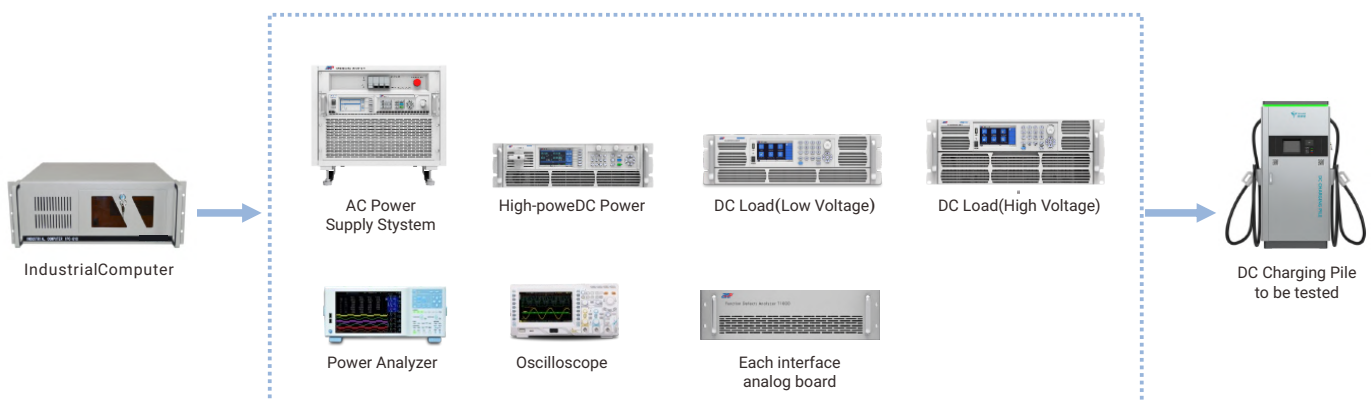 AC Power
Supply Stystem
High-poweDC Power
DC Load(Low Voltage)
DC Load(High Voltage)
IndustrialComputer
DC Charging Pile
to be tested
Power Analyzer
Oscilloscope
Each interface
analog board